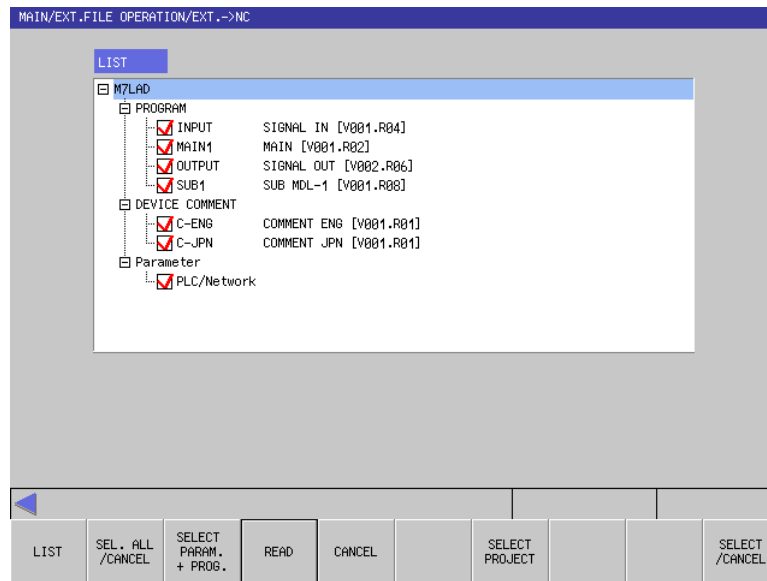 MAIN/EXT.FILE OPERATION/EXT.->NC
LIST
M7LAD
PROGRAM
INPUT SIGNAL IN [V001.R04]
MAIN1 MAIN [V001.R02]
OUTPUT SIGNAL OUT [V002.R06]
SUB1 SUB MDL-1 [V001.R08]
DEVICE COMMENT
C-ENG COMMENT ENG [V001.R01]
C-JPN COMMENT JPN [V001.R01]
Parameter
PLC/Network
LIST
SEL. ALL
/CANCEL
SELECT
PARAM.
+ PROG.
READ
CANCEL
SELECT
PROJECT
SELECT
/CANCEL